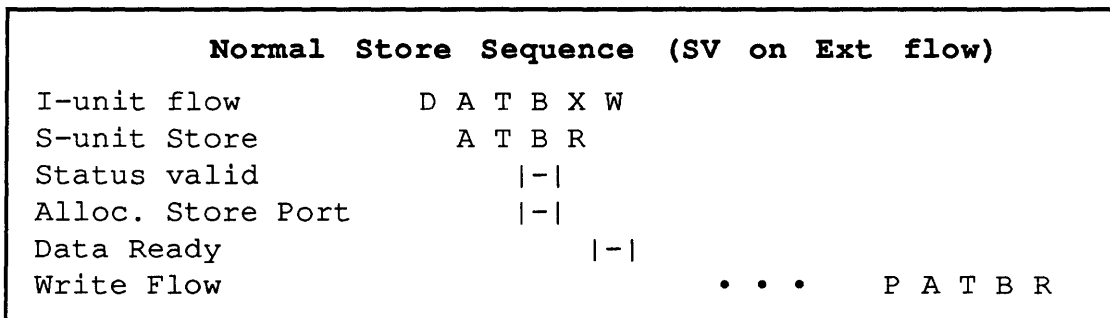 Normal Store Sequence (SV on Ext flow)
I-unit flow D A T B X W
S-unit Store A T B R
Status valid |-|
Alloc. Store Port |-|
Data Ready |-|
Write Flow • • • P A T B R